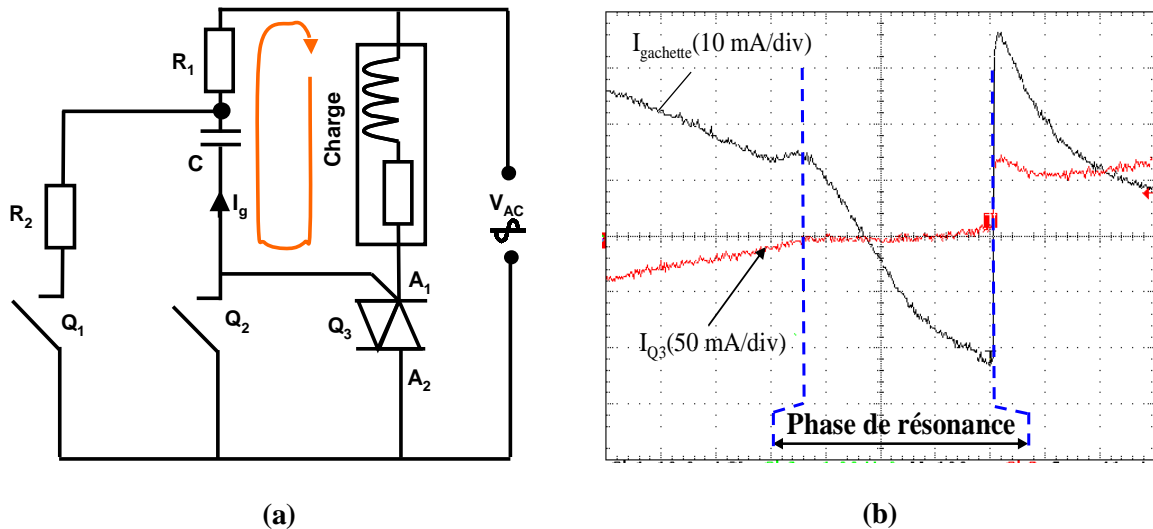 R1
C
Ig
R2
Q1
Q2
Charge
A1
Q3
A2
VAC
(a)
Igachette(10 mA/div)
IQ3(50 mA/div)
Phase de résonance
(b)